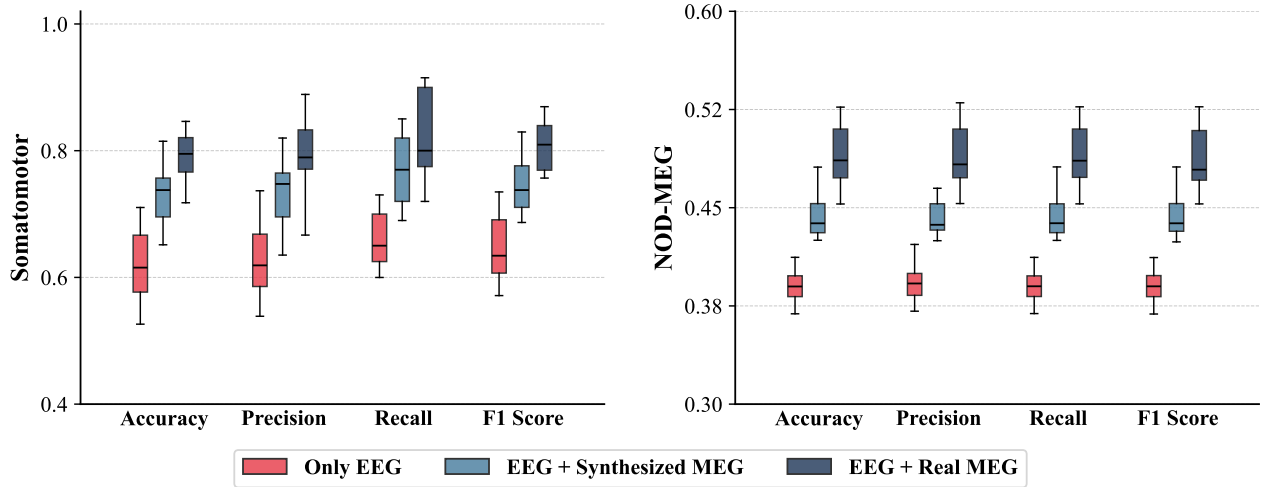 Somatomotor
1.0
0.8
0.6
0.4
Accuracy Precision Recall F1 Score
NOD-MEG
0.60
0.52
0.45
0.38
0.30
Accuracy Precision Recall F1 Score
Only EEG EEG + Synthesized MEG EEG + Real MEG